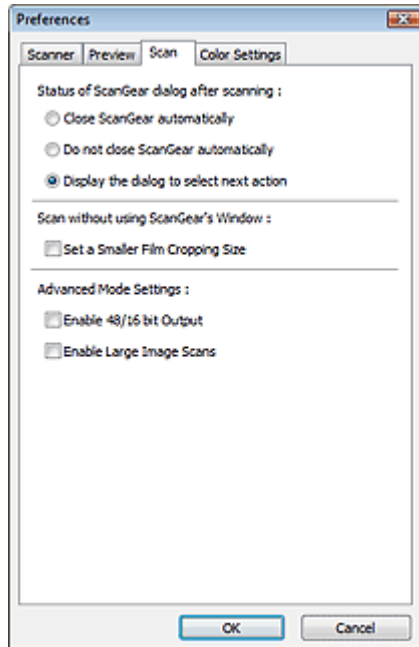 Preferences
Scanner Preview Scan Color Settings
Status of ScanGear dialog after scanning :
Close ScanGear automatically
Do not close ScanGear automatically
Display the dialog to select next action
Scan without using ScanGear's Window :
Set a Smaller Film Cropping Size
Advanced Mode Settings :
Enable 48/16 bit Output
Enable Large Image Scans
OK Cancel